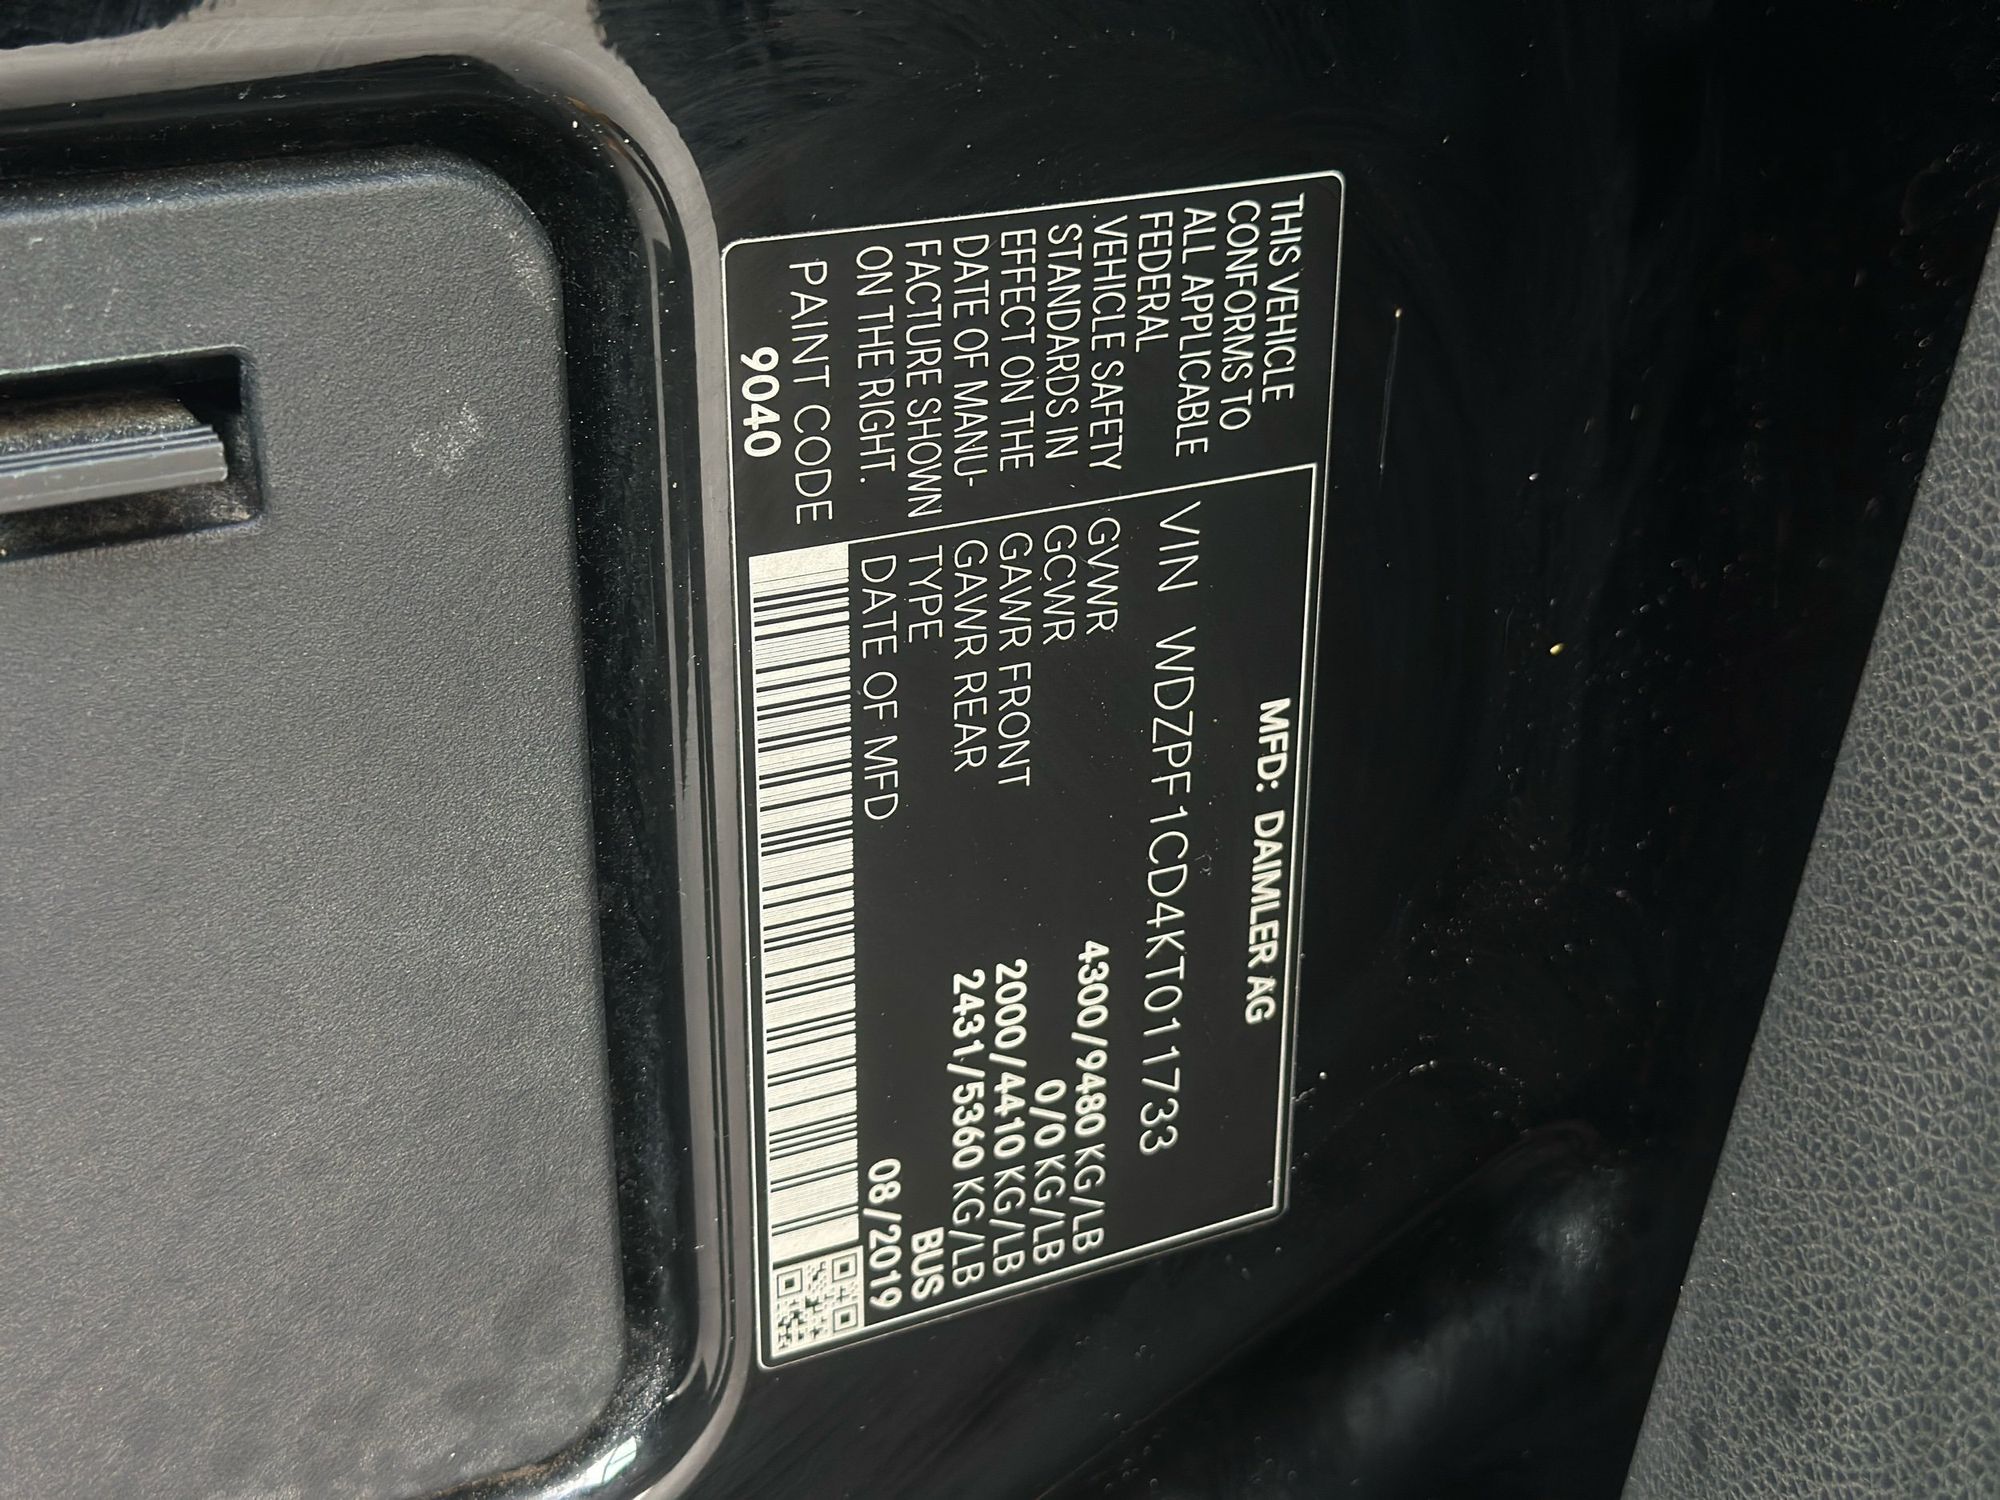 THIS VEHICLE
CONFORMS TO
ALL APPLICABLE
FEDERAL
VEHICLE SAFETY
STANDARDS IN
EFFECT ON THE
DATE OF MANU-
FACTURE SHOWN
ON THE RIGHT.
PAINT CODE
9040
MFD: DAIMLER AG
VIN WDZPF1CD4KT011733
GVWR 4300/9480 KG/LB
GCWR 0/0 KG/LB
GAWR FRONT 2000/4410 KG/LB
GAWR REAR 2431/5360 KG/LB
TYPE BUS
DATE OF MFD 08/2019